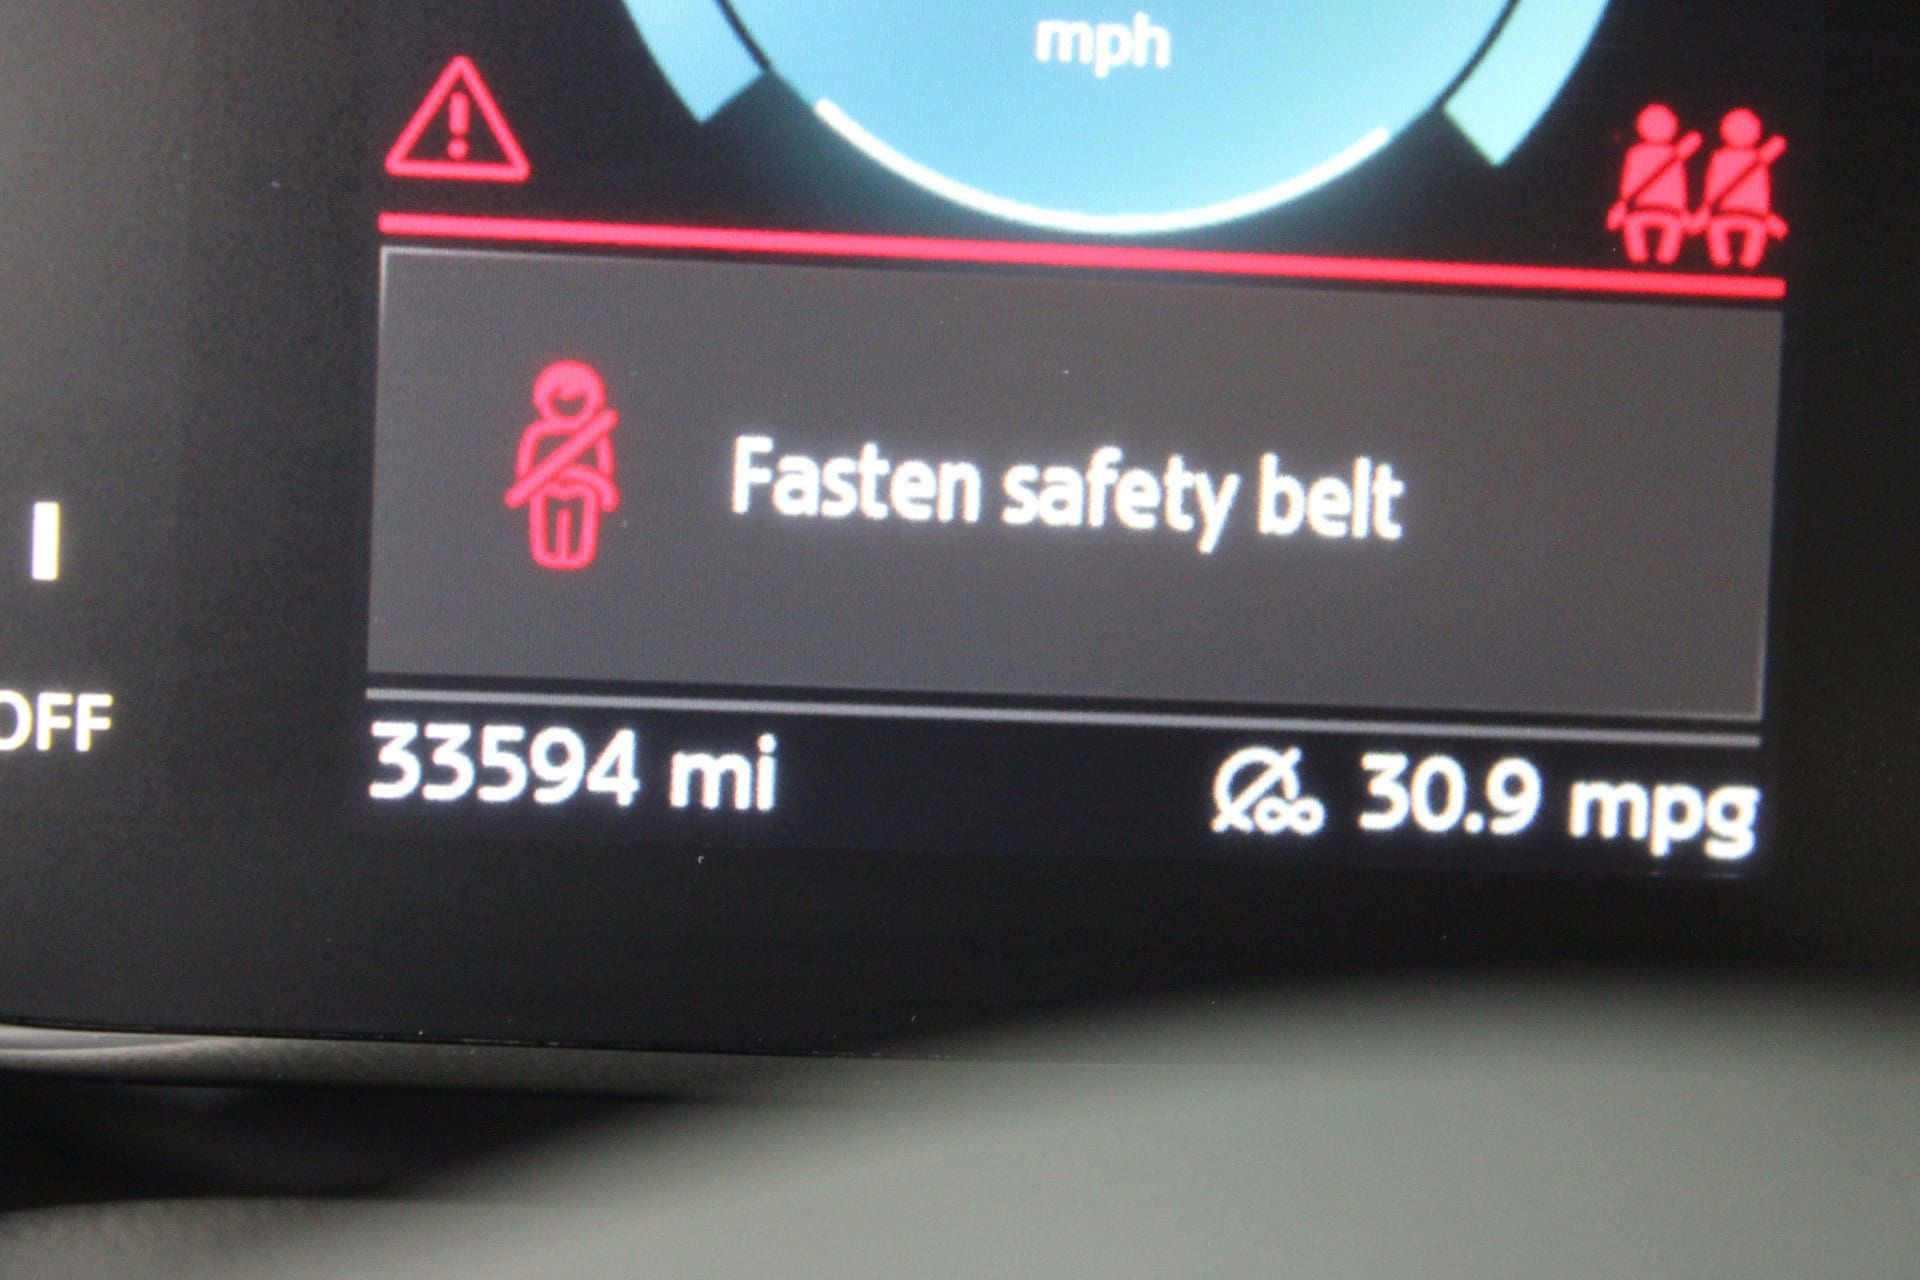 mph
Fasten safety belt
OFF
33594 mi
30.9 mpg